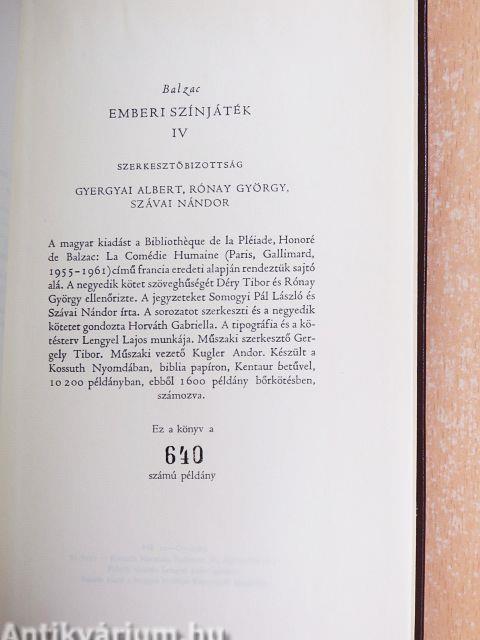 Balzac
EMBERI SZÍNJÁTÉK
IV
SZERKESZTŐBIZOTTSÁG
GYERGYAI ALBERT, RÓNAY GYÖRGY,
SZÁVAI NÁNDOR
A magyar kiadást a Bibliothèque de la Pléiade, Honoré
de Balzac: La Comédie Humaine (Paris, Gallimard,
1955–1961) című francia eredeti alapján rendeztük sajtó
alá. A negyedik kötet szöveghűségét Déry Tibor és Rónay
György ellenőrizte. A jegyzeteket Somogyi Pál László és
Szávai Nándor írta. A sorozatot szerkeszti és a negyedik
kötetet gondozta Horváth Gabriella. A tipográfia és a kö-
tésterv Lengyel Lajos munkája. Műszaki szerkesztő Ger-
gely Tibor. Műszaki vezető Kugler Andor. Készült a
Kossuth Nyomdában, biblia papíron, Kentaur betűvel,
10 200 példányban, ebből 1600 példány bőrkötésben,
számozva.
Ez a könyv a
640
számú példány
Antikvárium.hu